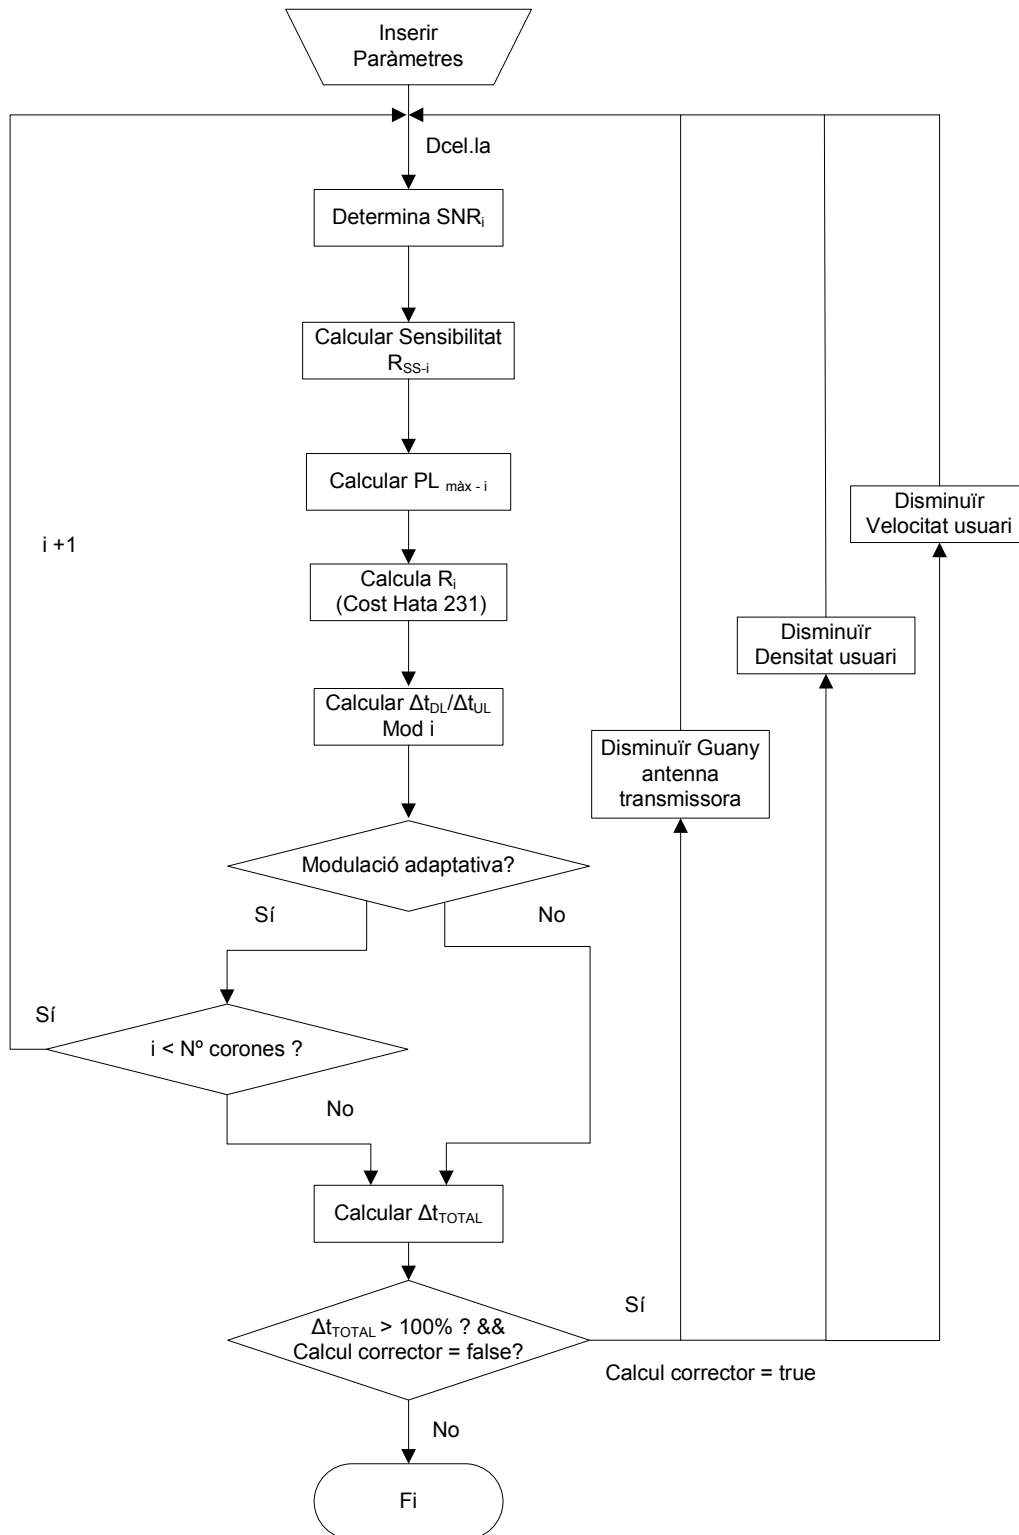 Inserir
Paràmetres
Dcel.la
Determina SNRi
Calcular Sensibilitat
RSS-i
Calcular PL màx - i
Disminuïr
Velocitat usuari
i +1
Calcula Ri
(Cost Hata 231)
Disminuïr
Densitat usuari
Calcular ΔtDL/ΔtUL
Mod i
Disminuïr Guany
antenna
transmissora
Modulació adaptativa?
Sí
No
Sí
i < Nº corones ?
No
Calcular ΔtTOTAL
Sí
ΔtTOTAL > 100% ? &&
Calcul corrector = false?
Calcul corrector = true
No
Fi